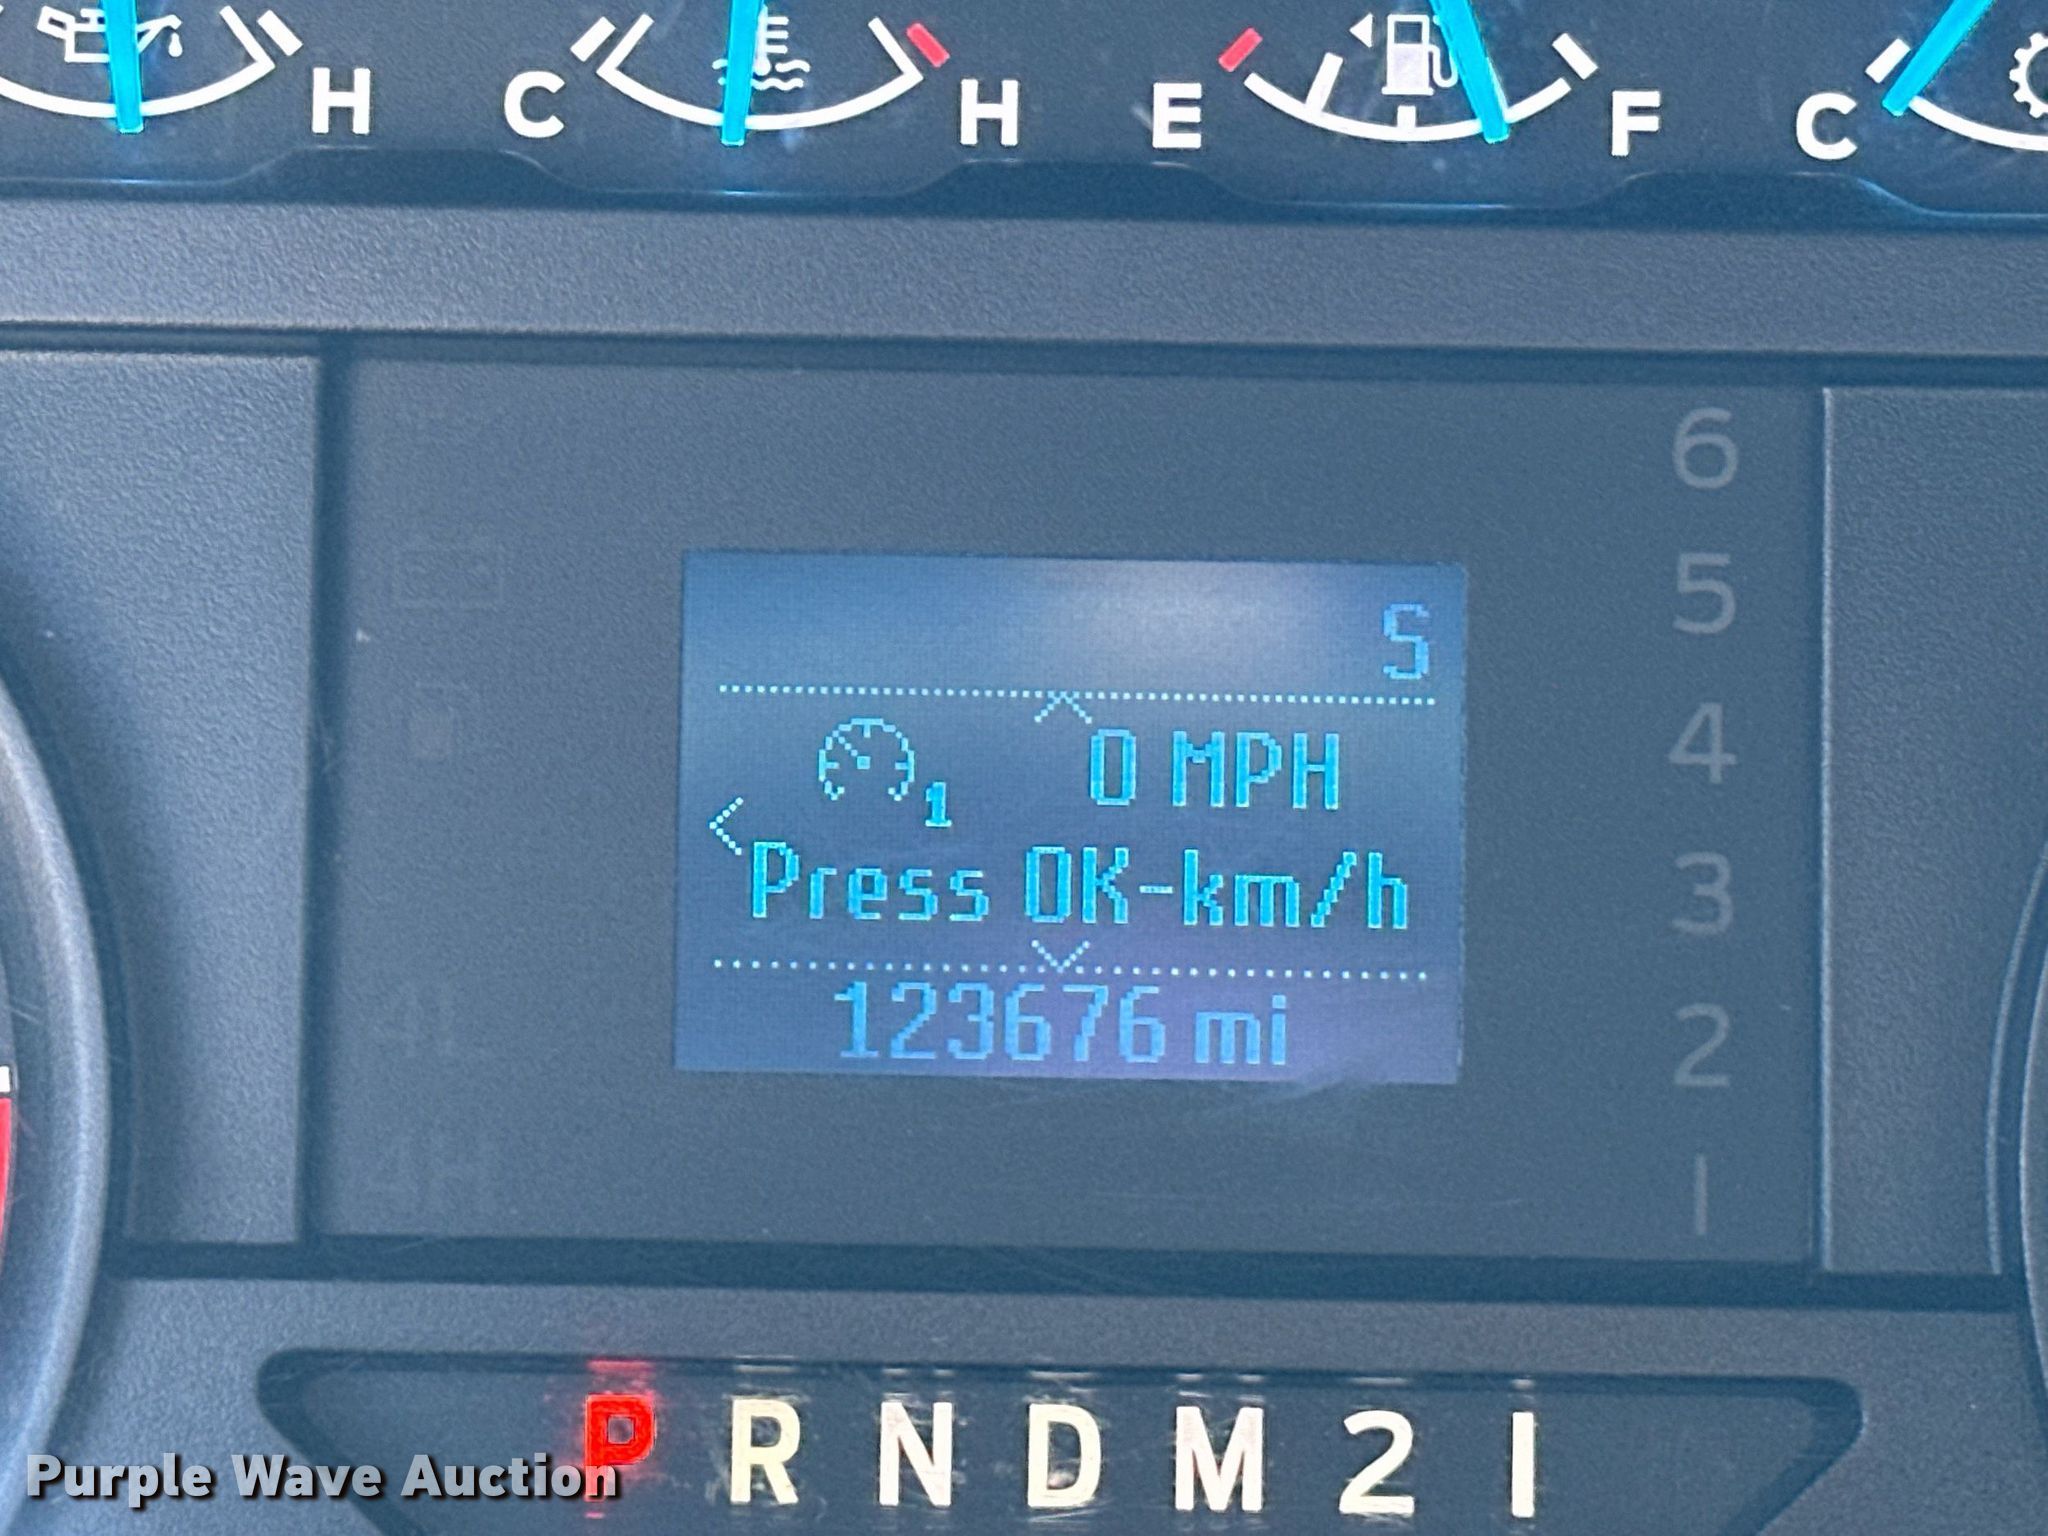 H C H E F C
6
5
4
3
2
1
S
0 MPH
1
Press OK-km/h
123676 mi
P R N D M 2 1
Purple Wave Auction